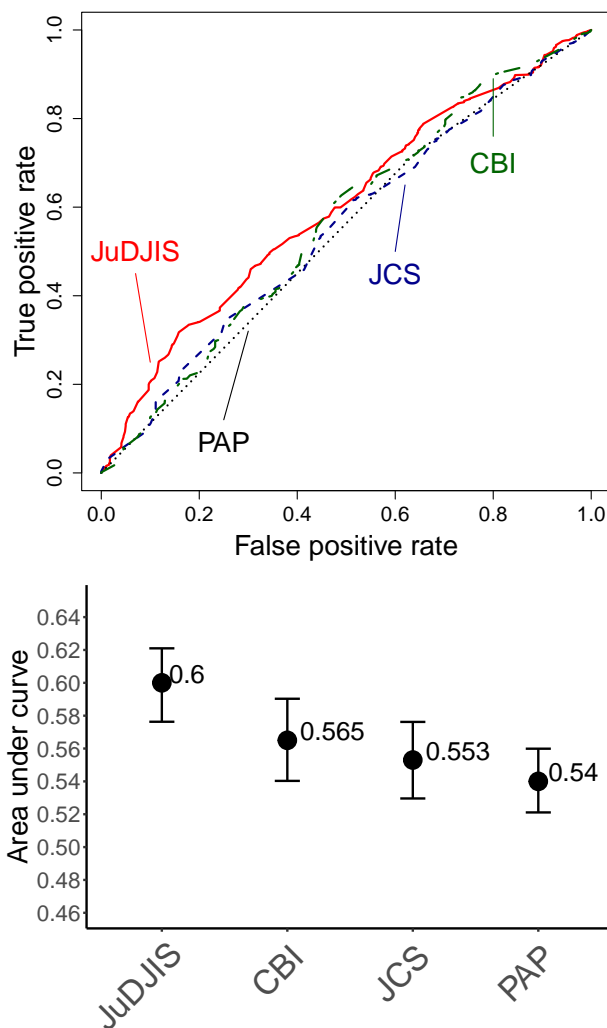 1.0
0.8
0.6
0.4
0.2
0.0
True positive rate
JuDJIS
CBI
JCS
PAP
0.0 0.2 0.4 0.6 0.8 1.0
False positive rate
0.64
0.62
0.60
0.58
0.56
0.54
0.52
0.50
0.48
0.46
Area under curve
0.6
0.565
0.553
0.54
JuDJIS CBI JCS PAP